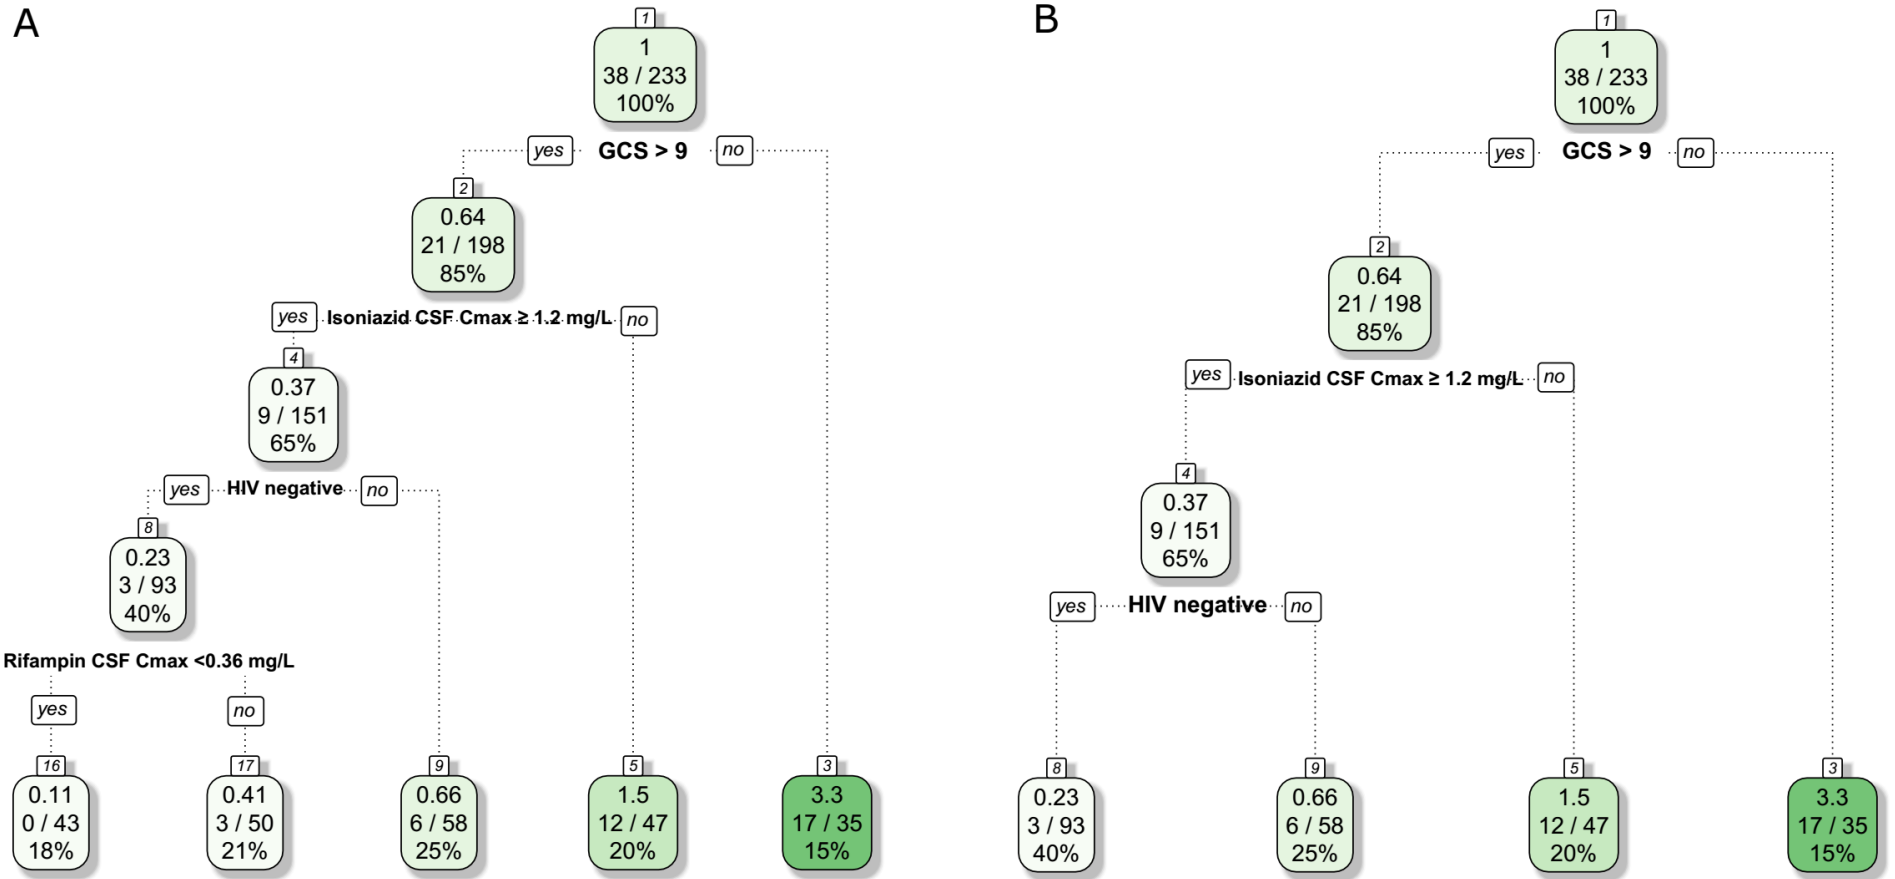 A
1
1
38 / 233
100%
yes
GCS > 9
no
2
0.64
21 / 198
85%
yes
Isoniazid CSF Cmax ≥ 1.2 mg/L
no
4
0.37
9 / 151
65%
yes
HIV negative
no
8
0.23
3 / 93
40%
Rifampin CSF Cmax <0.36 mg/L
yes
no
16
0.11
0 / 43
18%
17
0.41
3 / 50
21%
9
0.66
6 / 58
25%
5
1.5
12 / 47
20%
3
3.3
17 / 35
15%
B
1
1
38 / 233
100%
yes
GCS > 9
no
2
0.64
21 / 198
85%
yes
Isoniazid CSF Cmax ≥ 1.2 mg/L
no
4
0.37
9 / 151
65%
yes
HIV negative
no
8
0.23
3 / 93
40%
9
0.66
6 / 58
25%
5
1.5
12 / 47
20%
3
3.3
17 / 35
15%